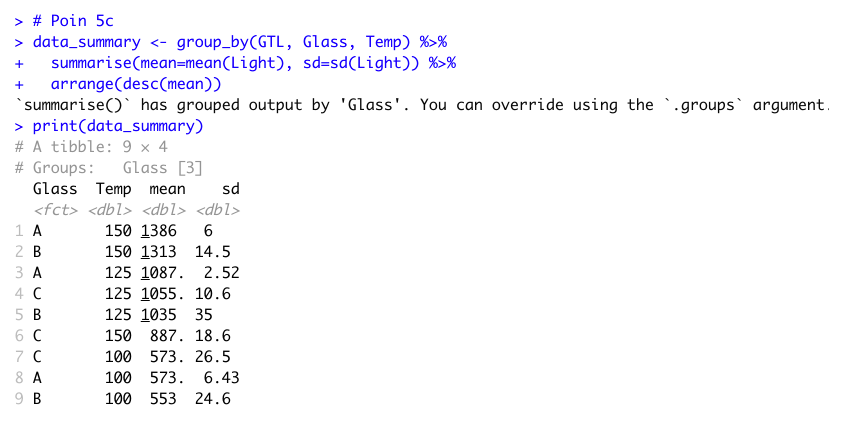 > # Poin 5c
> data_summary <- group_by(GTL, Glass, Temp) %>%
+   summarise(mean=mean(Light), sd=sd(Light)) %>%
+   arrange(desc(mean))
`summarise()` has grouped output by 'Glass'. You can override using the `.groups` argument.
> print(data_summary)
# A tibble: 9 × 4
# Groups:   Glass [3]
  Glass  Temp  mean    sd
  <fct> <dbl> <dbl> <dbl>
1 A       150 1386   6
2 B       150 1313  14.5
3 A       125 1087.  2.52
4 C       125 1055. 10.6
5 B       125 1035  35
6 C       150  887. 18.6
7 C       100  573. 26.5
8 A       100  573.  6.43
9 B       100  553  24.6